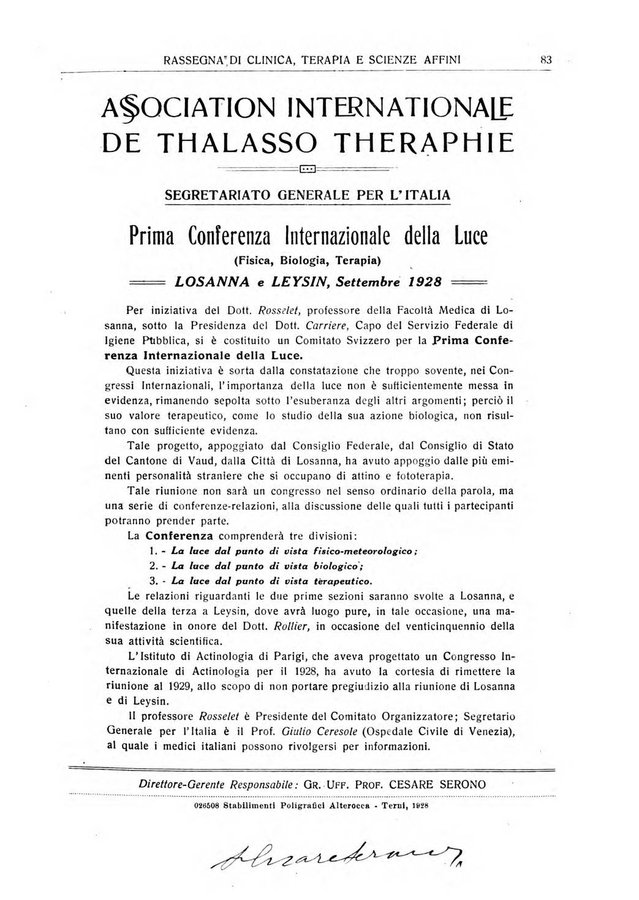 RASSEGNA DI CLINICA, TERAPIA E SCIENZE AFFINI 83
ASSOCIATION INTERNATIONALE
DE THALASSO THERAPHIE
SEGRETARIATO GENERALE PER L'ITALIA
Prima Conferenza Internazionale della Luce
(Fisica, Biologia, Terapia)
LOSANNA e LEYSIN, Settembre 1928
Per iniziativa del Dott. Rosselet, professore della Facoltà Medica di Lo-
sanna, sotto la Presidenza del Dott. Carriere, Capo del Servizio Federale di
Igiene Pubblica, si è costituito un Comitato Svizzero per la Prima Confe-
renza Internazionale della Luce.
Questa iniziativa è sorta dalla constatazione che troppo sovente, nei Con-
gressi Internazionali, l'importanza della luce non è sufficientemente messa in
evidenza, rimanendo sepolta sotto l'esuberanza degli altri argomenti; perciò il
suo valore terapeutico, come lo studio della sua azione biologica, non risul-
tano con sufficiente evidenza.
Tale progetto, appoggiato dal Consiglio Federale, dal Consiglio di Stato
del Cantone di Vaud, dalla Città di Losanna, ha avuto appoggio dalle più emi-
nenti personalità straniere che si occupano di attino e fototerapia.
Tale riunione non sarà un congresso nel senso ordinario della parola, ma
una serie di conferenze-relazioni, alla discussione delle quali tutti i partecipanti
potranno prender parte.
La Conferenza comprenderà tre divisioni:
1. - La luce dal punto di vista fisico-meteorologico;
2. - La luce dal punto di vista biologico;
3. - La luce dal punto di vista terapeutico.
Le relazioni riguardanti le due prime sezioni saranno svolte a Losanna, e
quelle della terza a Leysin, dove avrà luogo pure, in tale occasione, una ma-
nifestazione in onore del Dott. Rollier, in occasione del venticinquennio della
sua attività scientifica.
L'Istituto di Actinologia di Parigi, che aveva progettato un Congresso In-
ternazionale di Actinologia per il 1928, ha avuto la cortesia di rimettere la
riunione al 1929, allo scopo di non portare pregiudizio alla riunione di Losanna
e di Leysin.
Il professore Rosselet è Presidente del Comitato Organizzatore; Segretario
Generale per l'Italia è il Prof. Giulio Ceresole (Ospedale Civile di Venezia),
al quale i medici italiani possono rivolgersi per informazioni.
Direttore-Gerente Responsabile: GR. UFF. PROF. CESARE SERONO
026508 Stabilimenti Poligrafici Alterocca - Terni, 1928